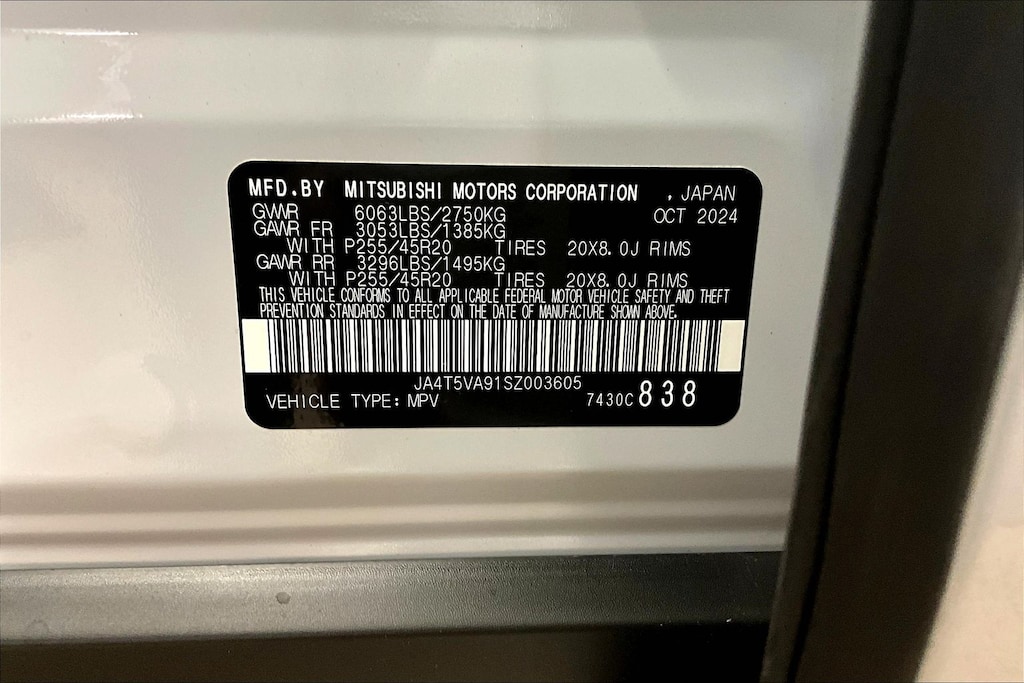 MFD.BY MITSUBISHI MOTORS CORPORATION , JAPAN
GVWR 6063LBS/2750KG OCT 2024
GAWR FR 3053LBS/1385KG
WITH P255/45R20 TIRES 20X8.0J RIMS
GAWR RR 3296LBS/1495KG
WITH P255/45R20 TIRES 20X8.0J RIMS
THIS VEHICLE CONFORMS TO ALL APPLICABLE FEDERAL MOTOR VEHICLE SAFETY AND THEFT
PREVENTION STANDARDS IN EFFECT ON THE DATE OF MANUFACTURE SHOWN ABOVE.
JA4T5VA91SZ003605
VEHICLE TYPE: MPV 7430C 838